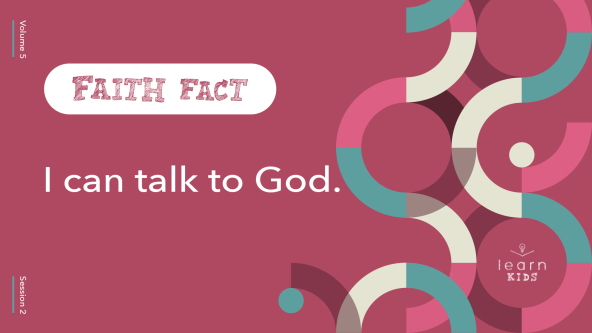 Volume 5
FAITH FACT
I can talk to God.
Session 2
learn
KIDS